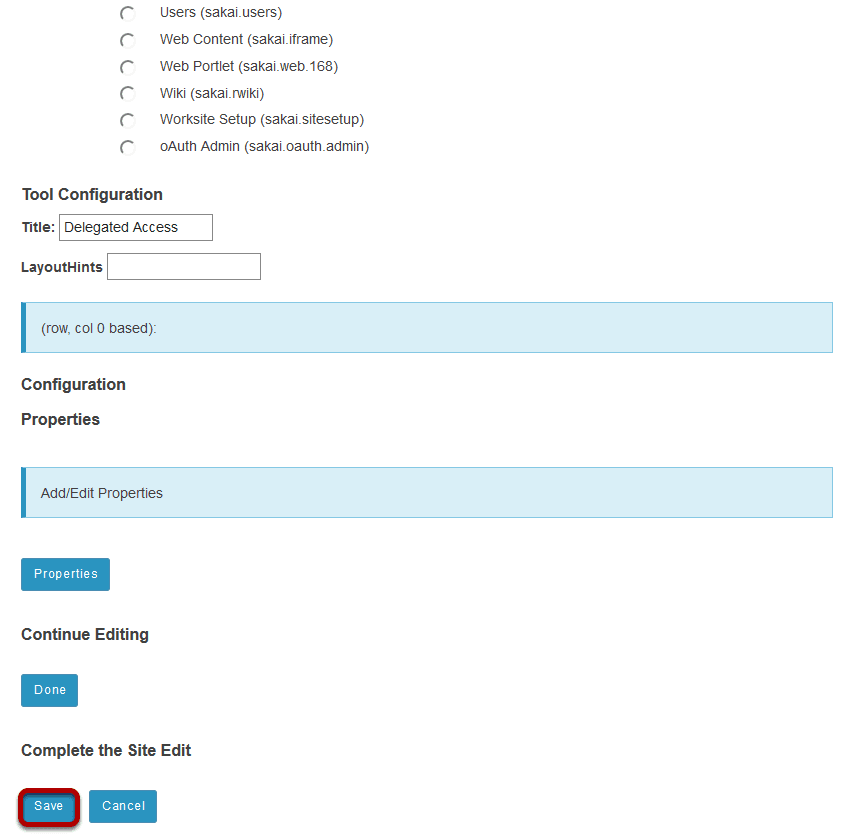 Users (sakai.users)
Web Content (sakai.iframe)
Web Portlet (sakai.web.168)
Wiki (sakai.rwiki)
Worksite Setup (sakai.sitesetup)
oAuth Admin (sakai.oauth.admin)
Tool Configuration
Title: Delegated Access
LayoutHints
(row, col 0 based):
Configuration
Properties
Add/Edit Properties
Properties
Continue Editing
Done
Complete the Site Edit
Save Cancel